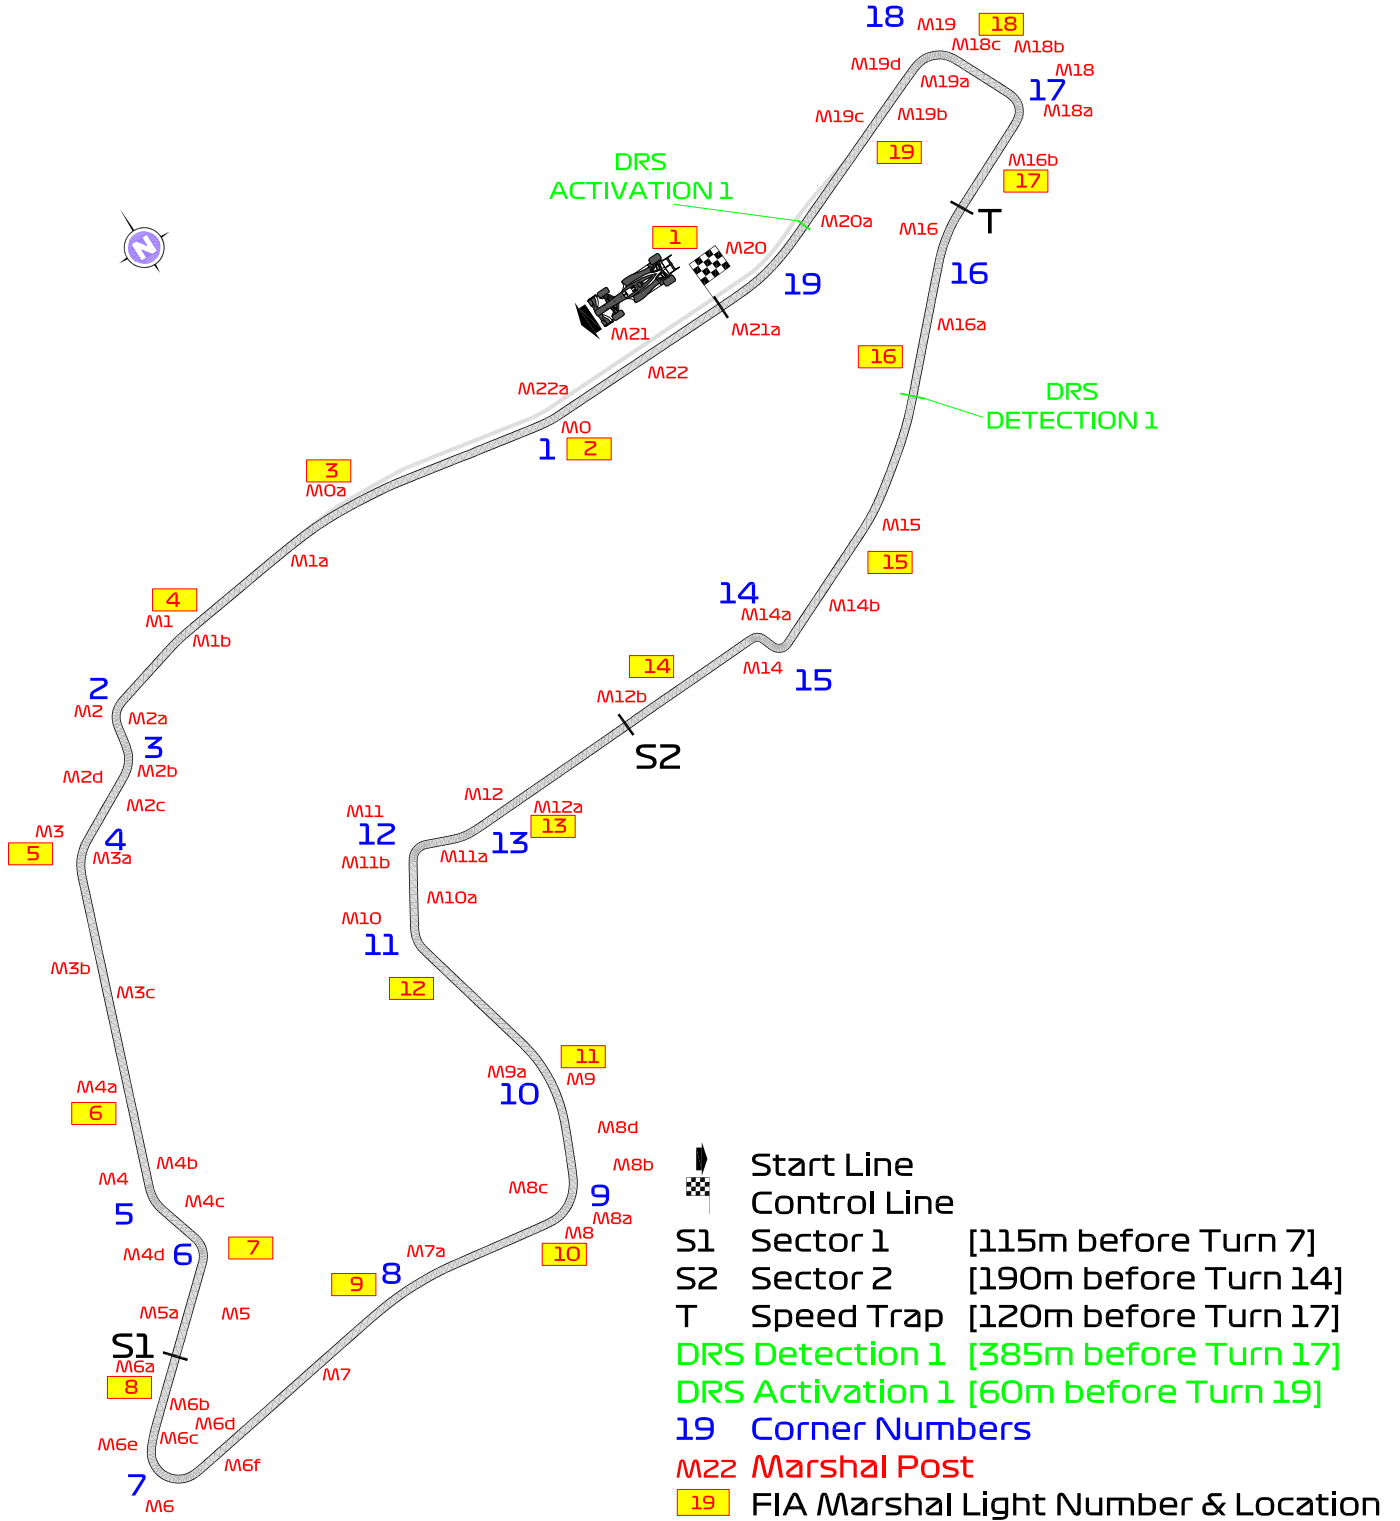 18
M19
18
M18c
M18b
M19d
M18
M19a
17
M18a
M19c
M19b
19
DRS
ACTIVATION 1
M16b
17
M20a
T
M16
1
M20
N
16
19
M21
M21a
M16a
16
M22
M22a
DRS
DETECTION 1
M0
1
2
3
M0a
M15
M1a
15
4
14
M14a
M14b
M1
M1b
14
M14
15
2
M12b
M2
M2a
3
S2
M2b
M2d
M2c
M12
M12a
M11
13
M3
12
4
13
5
M3a
M11b
M11a
M10a
M10
11
M3b
12
M3c
11
M9a
M9
M4a
10
6
M8d
M4b
M8b
M4
M8c
9
M4c
5
M8a
M8
M4d
6
7
M7a
10
8
9
M5a
M5
S1
M6a
M7
8
M6b
M6d
M6e
M6c
M6f
7
M6
Start Line
Control Line
S1 Sector 1 [115m before Turn 7]
S2 Sector 2 [190m before Turn 14]
T Speed Trap [120m before Turn 17]
DRS Detection 1 [385m before Turn 17]
DRS Activation 1 [60m before Turn 19]
19 Corner Numbers
M22 Marshal Post
19 FIA Marshal Light Number & Location